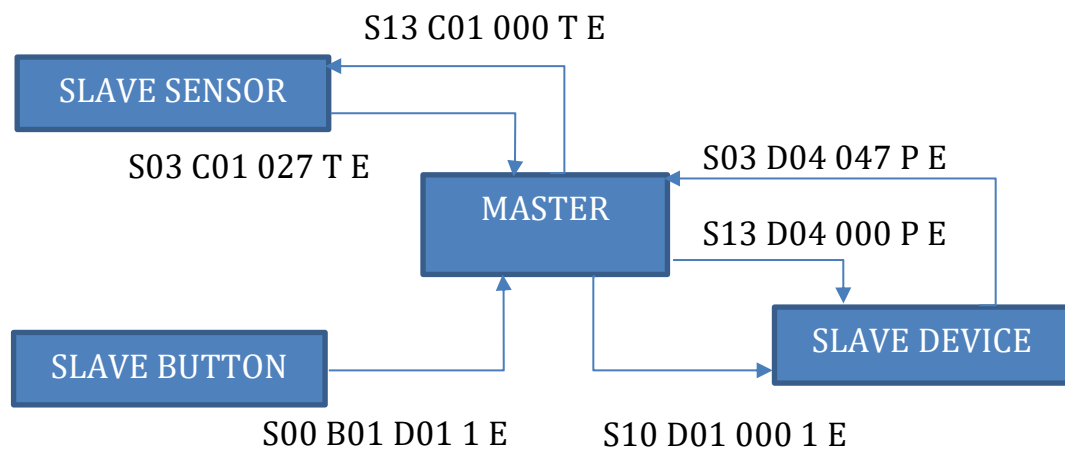 S13 C01 000 T E
SLAVE SENSOR
S03 C01 027 T E
S03 D04 047 P E
MASTER
S13 D04 000 P E
SLAVE DEVICE
SLAVE BUTTON
S00 B01 D01 1 E
S10 D01 000 1 E